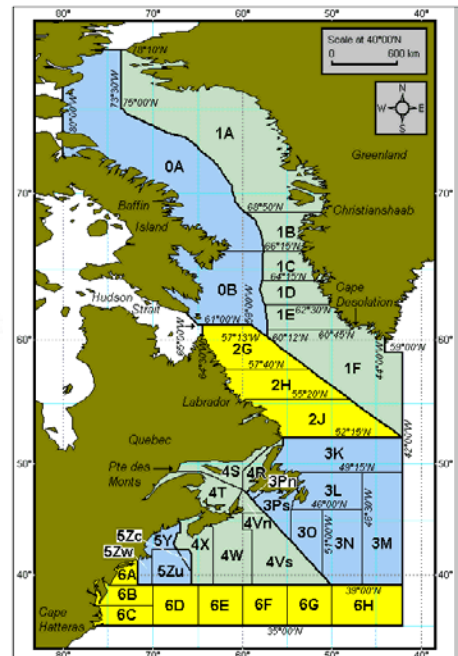 80° 70° 60° 50° 40°
78°10'N
Scale at 40°00'N
0 600 km
73°30'W
75°00'N
80°00'W
N
W E
S
1A
Greenland
0A
70° 70°
Baffin
Island
68°50'N
Christianshaab
1B
66°15'N
1C
64°15'N
0B
1D
Cape
Desolution
Hudson
Strait
62°30'N
1E
61°00'N
60°45'N
60° 60°
60°12'N
59°00'N
57°13'W
2G
1F
44°00'W
57°40'N
2H
55°20'N
Labrador
2J
42°00'W
52°15'N
Quebec
3K
50° 50°
Pte des
Monts
4S
4R
49°15'N
3Pn
4T
3L
3Ps
46°00'N
46°30'W
4Vn
5Zc
5Y
4X
4W
3O
51°00'W
3N
3M
5Zw
5Zu
4Vs
40° 40°
6A
39°00'N
6B
Cape
Hatteras
6C
6D
6E
6F
6G
6H
35°00'N
80° 70° 60° 50° 40°